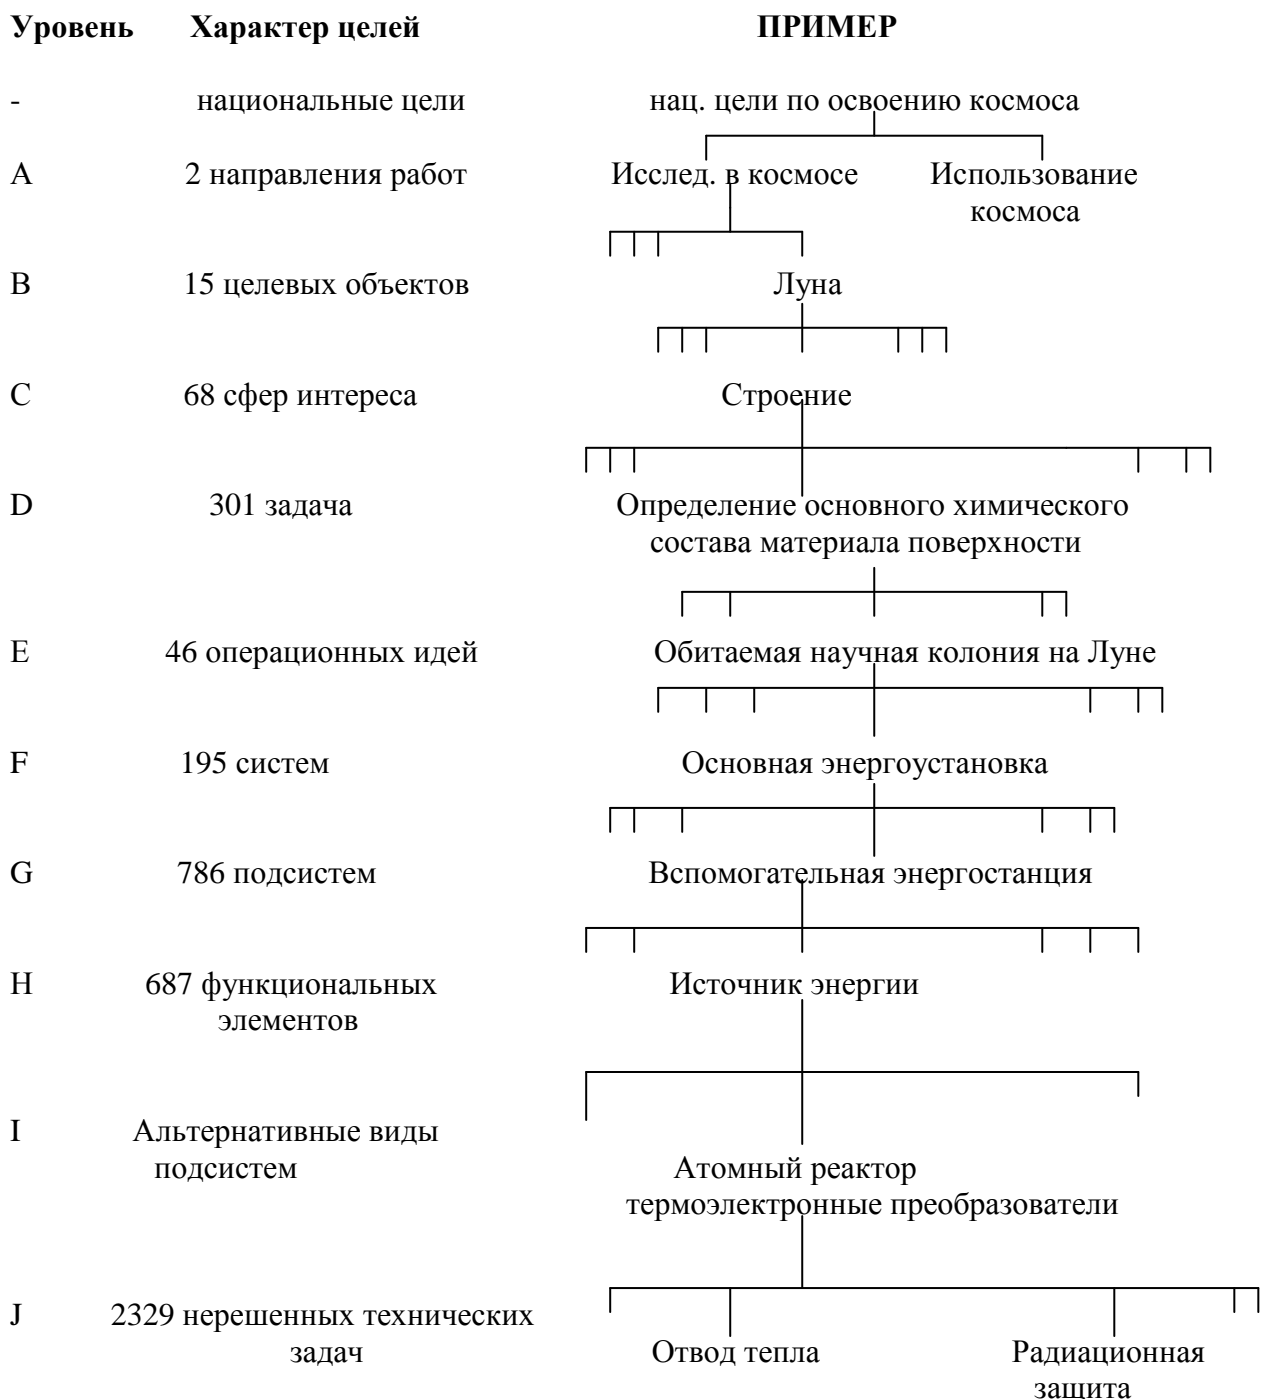 Уровень Характер целей ПРИМЕР
- национальные цели нац. цели по освоению космоса
A 2 направления работ Исслед. в космосе Использование
космоса
B 15 целевых объектов Луна
C 68 сфер интереса Строение
D 301 задача Определение основного химического
состава материала поверхности
E 46 операционных идей Обитаемая научная колония на Луне
F 195 систем Основная энергоустановка
G 786 подсистем Вспомогательная энергостанция
H 687 функциональных Источник энергии
элементов
I Альтернативные виды
подсистем Атомный реактор
термоэлектронные преобразователи
J 2329 нерешенных технических
задач Отвод тепла Радиационная
защита